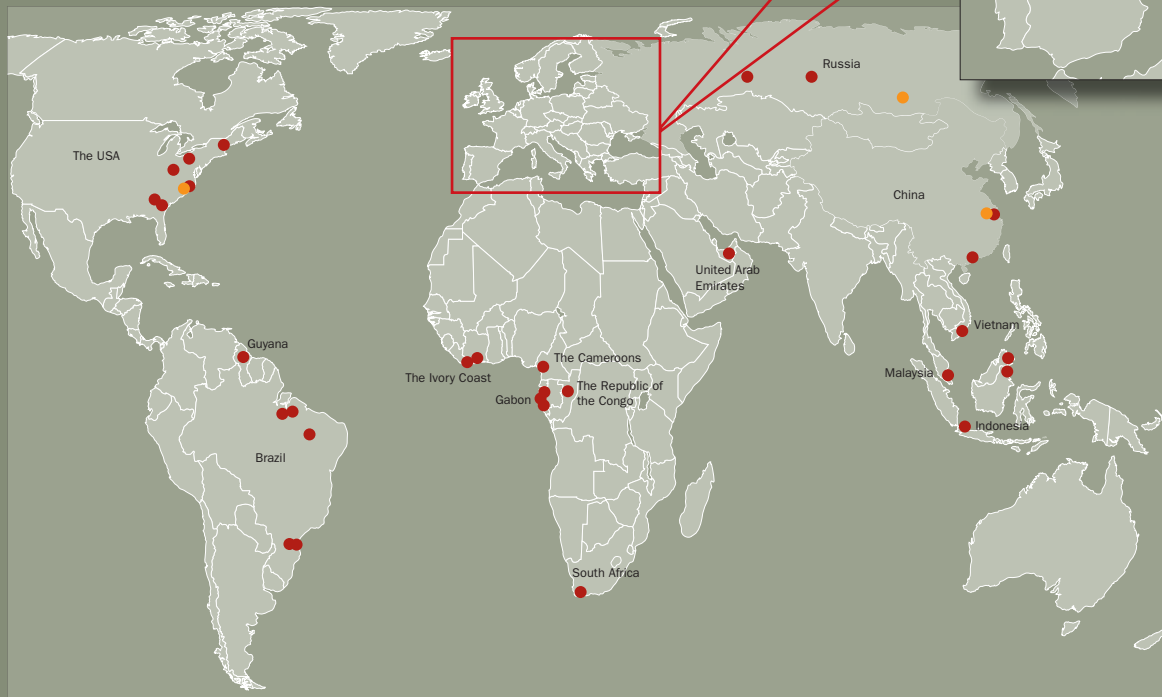 Russia
The USA
China
United Arab
Emirates
Vietnam
Guyana
The Cameroons
Malaysia
The Ivory Coast
The Republic of
the Congo
Gabon
Indonesia
Brazil
South Africa